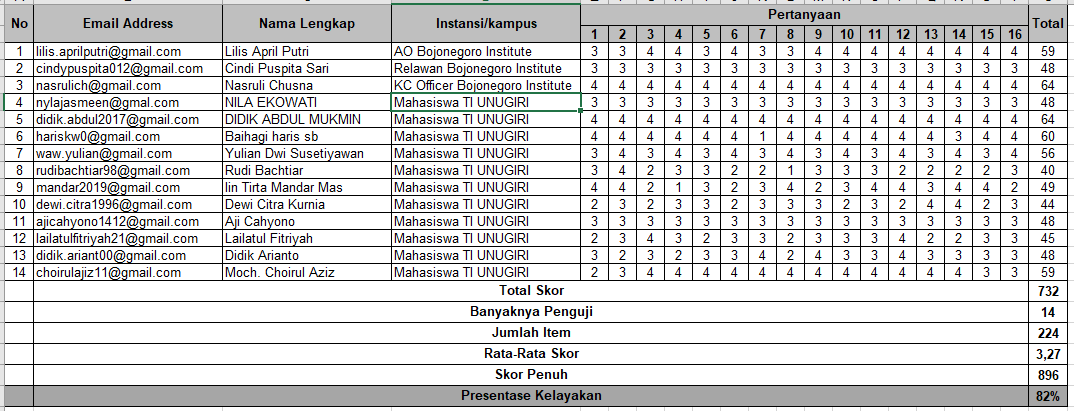 No Email Address Nama Lengkap Instansi/kampus Pertanyaan Total
1 2 3 4 5 6 7 8 9 10 11 12 13 14 15 16
1 lilis.aprilputri@gmail.com Lilis April Putri AO Bojonegoro Institute 3 3 4 4 3 4 3 3 4 4 4 4 4 4 4 4 59
2 cindypuspita012@gmail.com Cindi Puspita Sari Relawan Bojonegoro Institute 3 3 3 3 3 3 3 3 3 3 3 3 3 3 3 3 48
3 nasrulich@gmail.com Nasruli Chusna KC Officer Bojonegoro Institute 4 4 4 4 4 4 4 4 4 4 4 4 4 4 4 4 64
4 nylajasmeen@gmal.com NILA EKOWATI Mahasiswa TI UNUGIRI 3 3 3 3 3 3 3 3 3 3 3 3 3 3 3 3 48
5 didik.abdul2017@gmail.com DIDIK ABDUL MUKMIN Mahasiswa TI UNUGIRI 4 4 4 4 4 4 4 4 4 4 4 4 4 4 4 4 64
6 hariskw0@gmail.com Baihagi haris sb Mahasiswa TI UNUGIRI 4 4 4 4 4 4 1 4 4 4 4 4 4 3 4 4 60
7 waw.yulian@gmail.com Yulian Dwi Susetiyawan Mahasiswa TI UNUGIRI 3 4 3 4 3 4 3 4 3 4 3 4 3 4 3 4 56
8 rudibachtiar98@gmail.com Rudi Bachtiar Mahasiswa TI UNUGIRI 3 4 2 3 3 2 2 1 3 3 3 2 2 2 2 3 40
9 mandar2019@gmail.com Iin Tirta Mandar Mas Mahasiswa TI UNUGIRI 4 4 2 1 3 2 3 4 2 3 4 4 3 4 4 2 49
10 dewi.citra1996@gmail.com Dewi Citra Kurnia Mahasiswa TI UNUGIRI 2 3 2 3 3 2 3 3 3 2 3 2 4 4 2 3 44
11 ajicahyono1412@gmail.com Aji Cahyono Mahasiswa TI UNUGIRI 3 3 3 3 3 3 3 3 3 3 3 3 3 3 3 3 48
12 lailatulfitriyah21@gmail.com Lailatul Fitriyah Mahasiswa TI UNUGIRI 2 3 4 3 2 3 3 2 3 3 3 4 2 2 3 3 45
13 didik.ariant00@gmail.com Didik Arianto Mahasiswa TI UNUGIRI 3 2 3 2 3 3 4 2 4 3 3 4 3 3 3 3 48
14 choirulajiz11@gmail.com Moch. Choirul Aziz Mahasiswa TI UNUGIRI 2 3 4 4 4 4 4 4 4 4 4 4 4 4 3 3 59
Total Skor 732
Banyaknya Penguji 14
Jumlah Item 224
Rata-Rata Skor 3,27
Skor Penuh 896
Presentase Kelayakan 82%